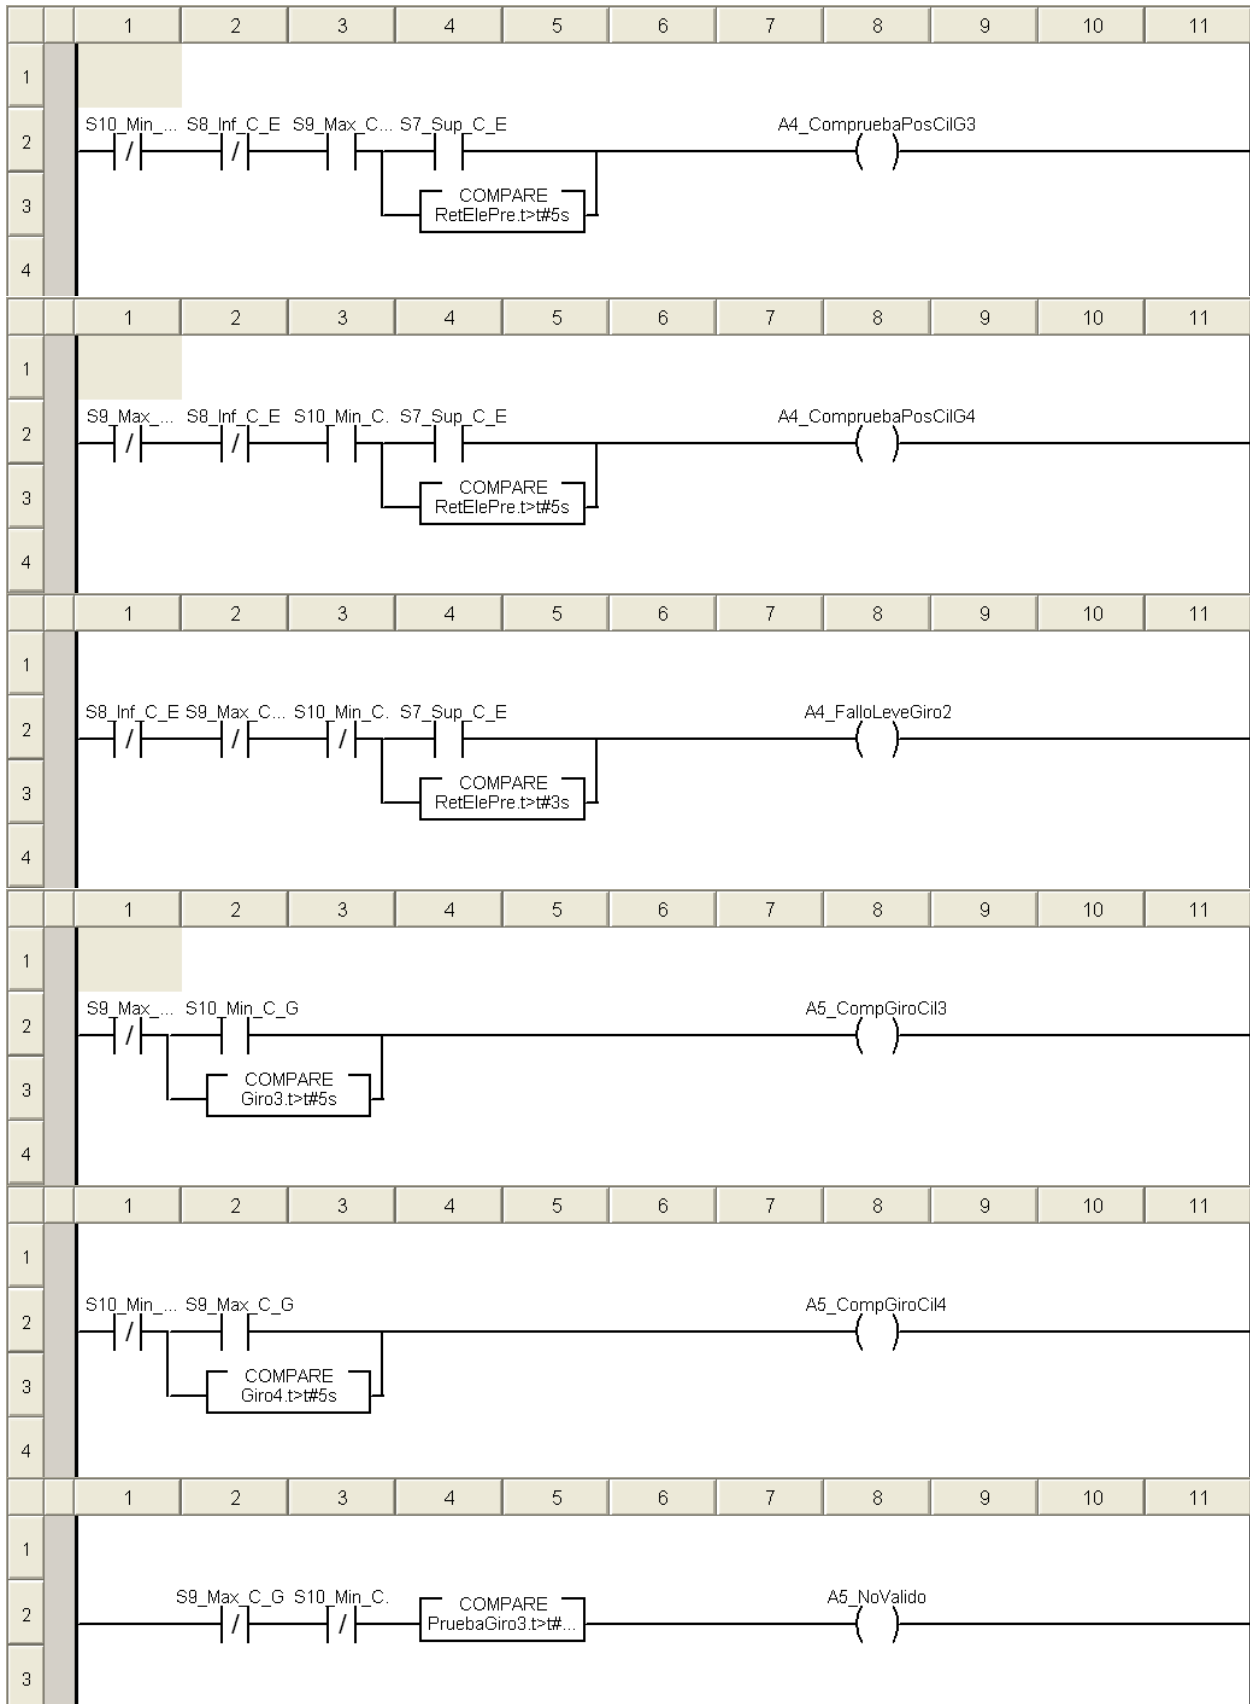 1 2 3 4 5 6 7 8 9 10 11
1
S10_Min_... S8_Inf_C_E S9_Max_C... S7_Sup_C_E A4_CompruebaPosCilG3
2
COMPARE
3
RetElePre.t>t#5s
4
1 2 3 4 5 6 7 8 9 10 11
1
S9_Max_... S8_Inf_C_E S10_Min_C. S7_Sup_C_E A4_CompruebaPosCilG4
2
COMPARE
3
RetElePre.t>t#5s
4
1 2 3 4 5 6 7 8 9 10 11
1
S8_Inf_C_E S9_Max_C... S10_Min_C. S7_Sup_C_E A4_FalloLeveGiro2
2
COMPARE
3
RetElePre.t>t#3s
4
1 2 3 4 5 6 7 8 9 10 11
1
S9_Max_... S10_Min_C_G A5_CompGiroCil3
2
COMPARE
3
Giro3.t>t#5s
4
1 2 3 4 5 6 7 8 9 10 11
1
S10_Min_... S9_Max_C_G A5_CompGiroCil4
2
COMPARE
3
Giro4.t>t#5s
4
1 2 3 4 5 6 7 8 9 10 11
1
S9_Max_C_G S10_Min_C. A5_NoValido
COMPARE
2
PruebaGiro3.t>t#...
3